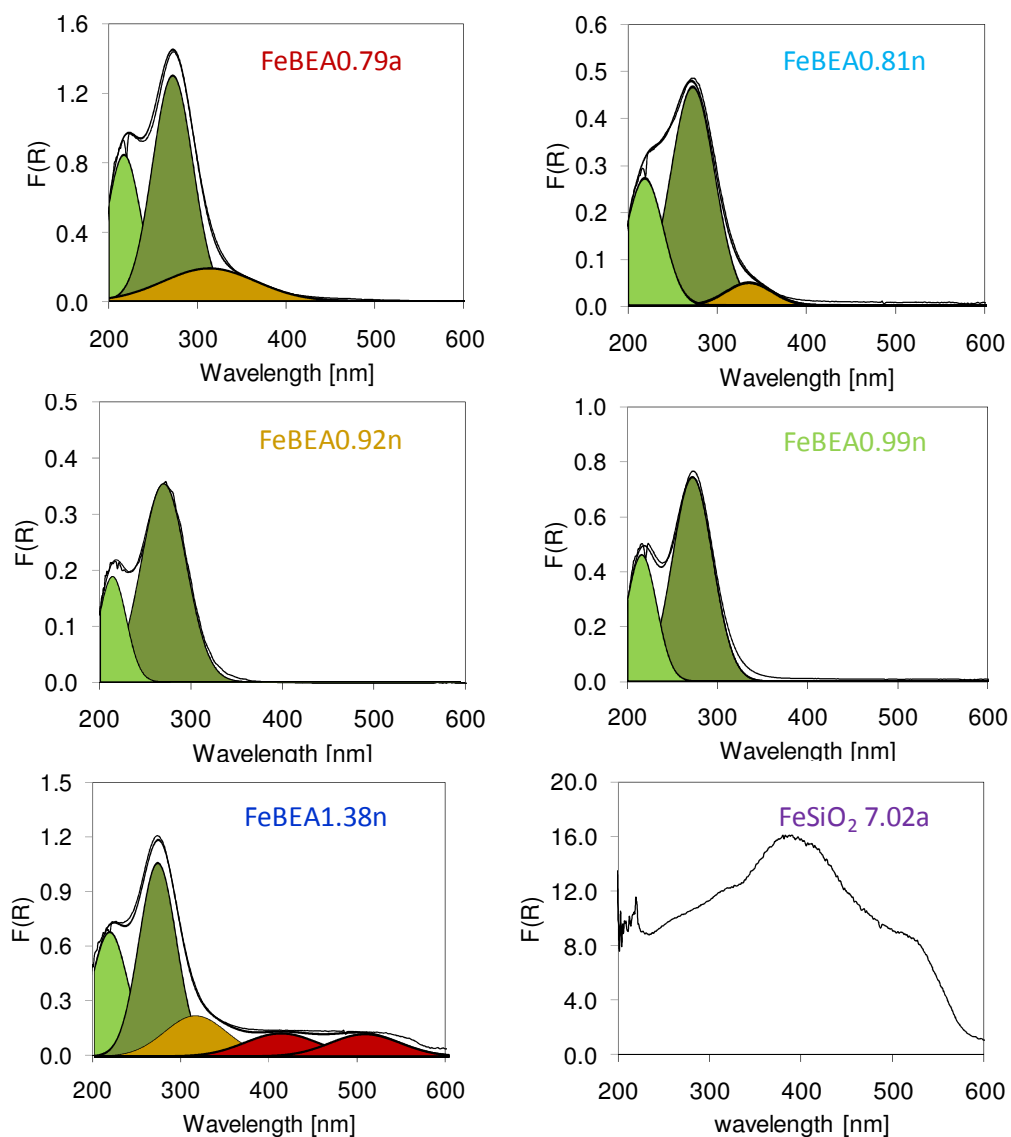 FeBEA0.79a
F(R)
1.6
1.2
0.8
0.4
0.0
200 300 400 500 600
Wavelength [nm]
FeBEA0.81n
F(R)
0.6
0.5
0.4
0.3
0.2
0.1
0.0
200 300 400 500 600
Wavelength [nm]
FeBEA0.92n
F(R)
0.5
0.4
0.3
0.2
0.1
0.0
200 300 400 500 600
Wavelength [nm]
FeBEA0.99n
F(R)
1.0
0.8
0.6
0.4
0.2
0.0
200 300 400 500 600
Wavelength [nm]
FeBEA1.38n
F(R)
1.5
1.2
0.9
0.6
0.3
0.0
200 300 400 500 600
Wavelength [nm]
FeSiO₂ 7.02a
F(R)
20.0
16.0
12.0
8.0
4.0
0.0
200 300 400 500 600
wavelength [nm]